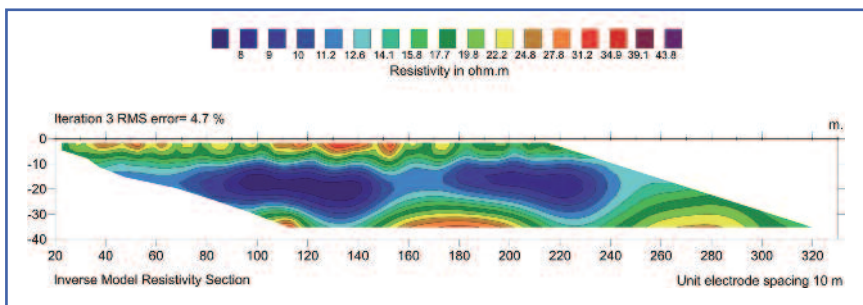 8 9 10 11.2 12.6 14.1 15.8 17.7 19.8 22.2 24.8 27.8 31.2 34.9 39.1 43.8
Resistivity in ohm.m
Iteration 3 RMS error= 4.7 %
m.
0
-10
-20
-30
-40
20 40 60 80 100 120 140 160 180 200 220 240 260 280 300 320
Inverse Model Resistivity Section Unit electrode spacing 10 m